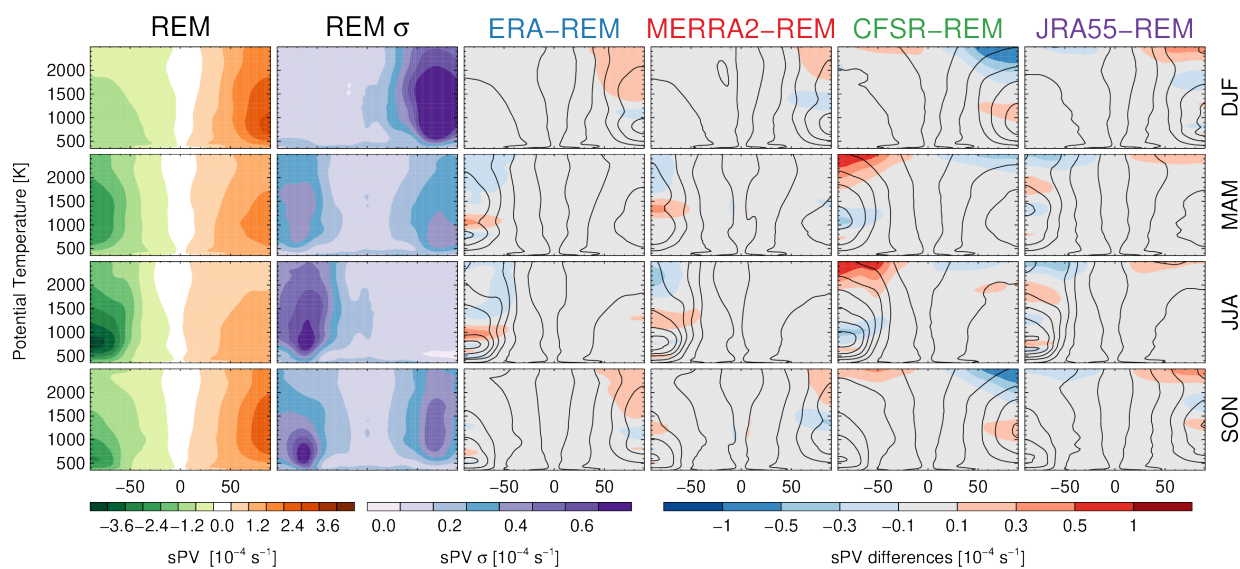 REM REM σ ERA−REM MERRA2−REM CFSR−REM JRA55−REM
Potential Temperature [K]
2000
1500
1000
500
DJF
2000
1500
1000
500
MAM
2000
1500
1000
500
JJA
2000
1500
1000
500
SON
−50 0 50 −50 0 50 −50 0 50 −50 0 50 −50 0 50 −50 0 50
−3.6 −2.4 −1.2 0.0 1.2 2.4 3.6
0.0 0.2 0.4 0.6
−1 −0.5 −0.3 −0.1 0.1 0.3 0.5 1
sPV [10⁻⁴ s⁻¹] sPV σ [10⁻⁴ s⁻¹] sPV differences [10⁻⁴ s⁻¹]